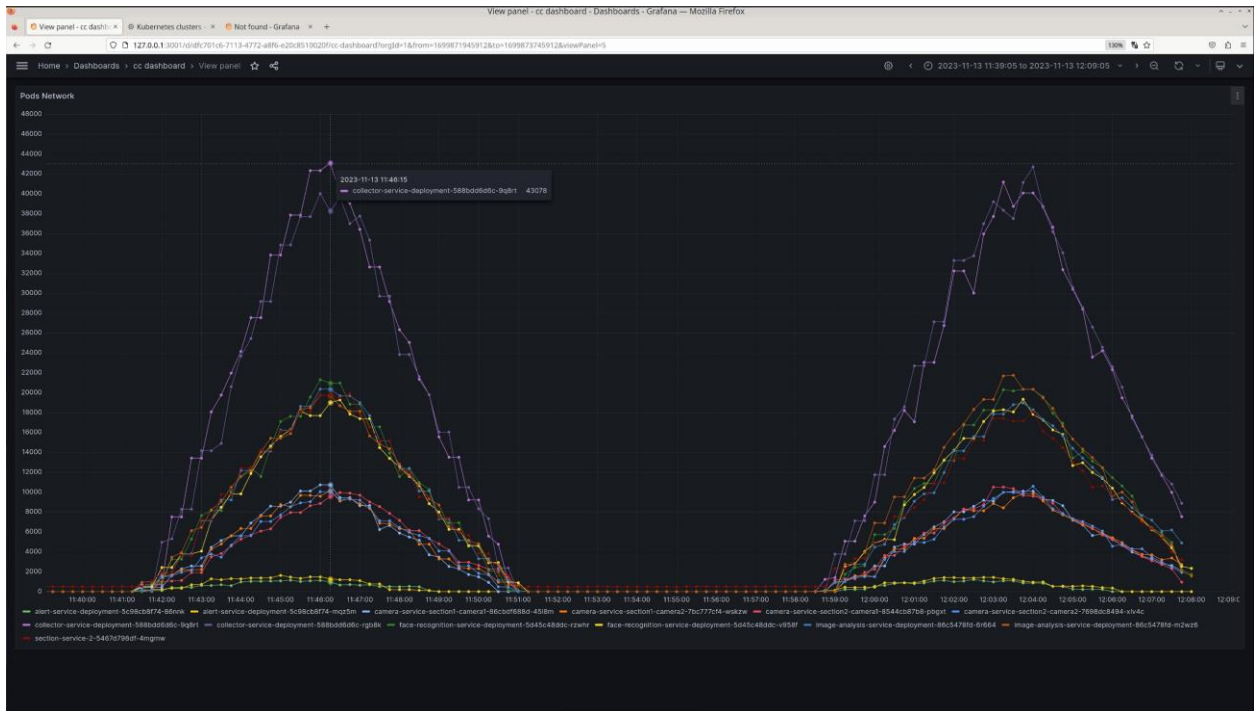 View panel - cc dashboard - Dashboards - Grafana — Mozilla Firefox
View panel - cc dashbo × Kubernetes clusters - × Not found - Grafana × +
127.0.0.1:3001/d/dfc701c6-7113-4772-a8f6-e20c8510020f/cc-dashboard?orgId=1&from=1699871945912&to=1699873745912&viewPanel=5 130%
Home > Dashboards > cc dashboard > View panel 2023-11-13 11:39:05 to 2023-11-13 12:09:05
Pods Network
48000
46000
44000
42000
40000
38000
36000
34000
32000
30000
28000
26000
24000
22000
20000
18000
16000
14000
12000
10000
8000
6000
4000
2000
0
2023-11-13 11:46:15
collector-service-deployment-588bdd6d6c-9q8rt 43078
11:40:00 11:41:00 11:42:00 11:43:00 11:44:00 11:45:00 11:46:00 11:47:00 11:48:00 11:49:00 11:50:00 11:51:00 11:52:00 11:53:00 11:54:00 11:55:00 11:56:00 11:57:00 11:58:00 11:59:00 12:00:00 12:01:00 12:02:00 12:03:00 12:04:00 12:05:00 12:06:00 12:07:00 12:08:00 12:09:0
alert-service-deployment-5c98cb8f74-86nnk alert-service-deployment-5c98cb8f74-mqz5m camera-service-section1-camera1-86cbdf688d-45l8m camera-service-section1-camera2-7bc777cf4-wskzw camera-service-section2-camera1-8544cb87b8-pbgxt camera-service-section2-camera2-7698dc8494-xlv4c
collector-service-deployment-588bdd6d6c-9q8rt collector-service-deployment-588bdd6d6c-rgb8k face-recognition-service-deployment-5d45c48ddc-rzwhr face-recognition-service-deployment-5d45c48ddc-v958f image-analysis-service-deployment-86c5478fd-6r664 image-analysis-service-deployment-86c5478fd-m2wz6
section-service-2-5467d798d1-4mgmw